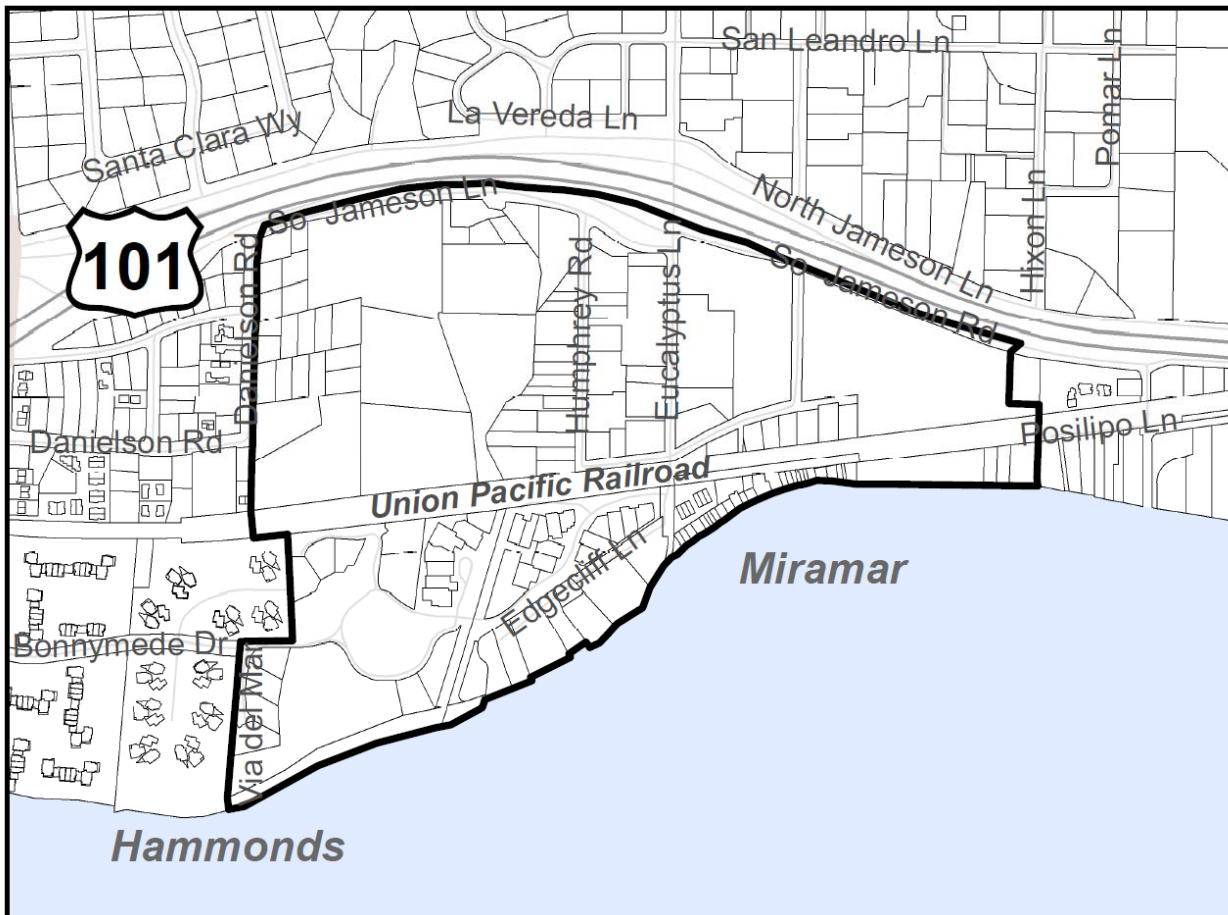 San Leandro Ln
Pomar Ln
La Vereda Ln
Santa Clara Wy
So Jameson Ln
North Jameson Ln
Hixon Ln
101
Danielson Rd
Humphrey Rd
Eucalyptus Ln
So Jameson Rd
Danielson Rd
Posilipo Ln
Union Pacific Railroad
Edgecliff Ln
Miramar
Bonnymede Dr
Via del Mar
Hammonds